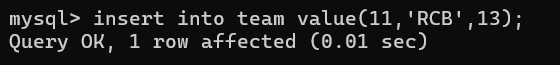 mysql> insert into team value(11,'RCB',13);
Query OK, 1 row affected (0.01 sec)